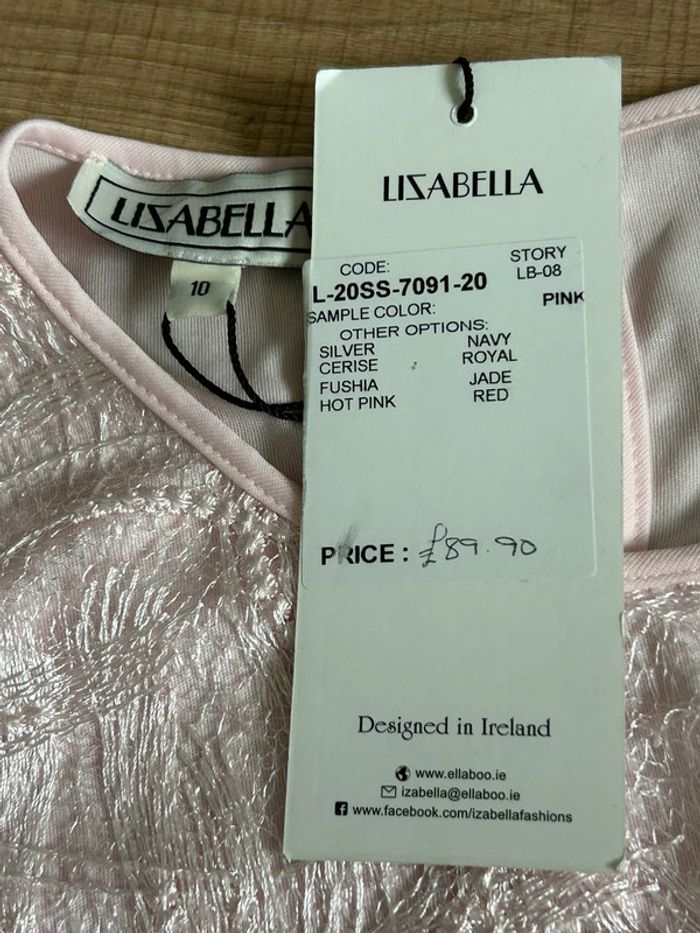 LIZABELLA
10
LIZABELLA
CODE:
STORY
L-20SS-7091-20
LB-08
SAMPLE COLOR:
PINK
OTHER OPTIONS:
SILVER NAVY
CERISE ROYAL
FUSHIA JADE
HOT PINK RED
PRICE : £89.90
Designed in Ireland
www.ellaboo.ie
izabella@ellaboo.ie
www.facebook.com/izabellafashions